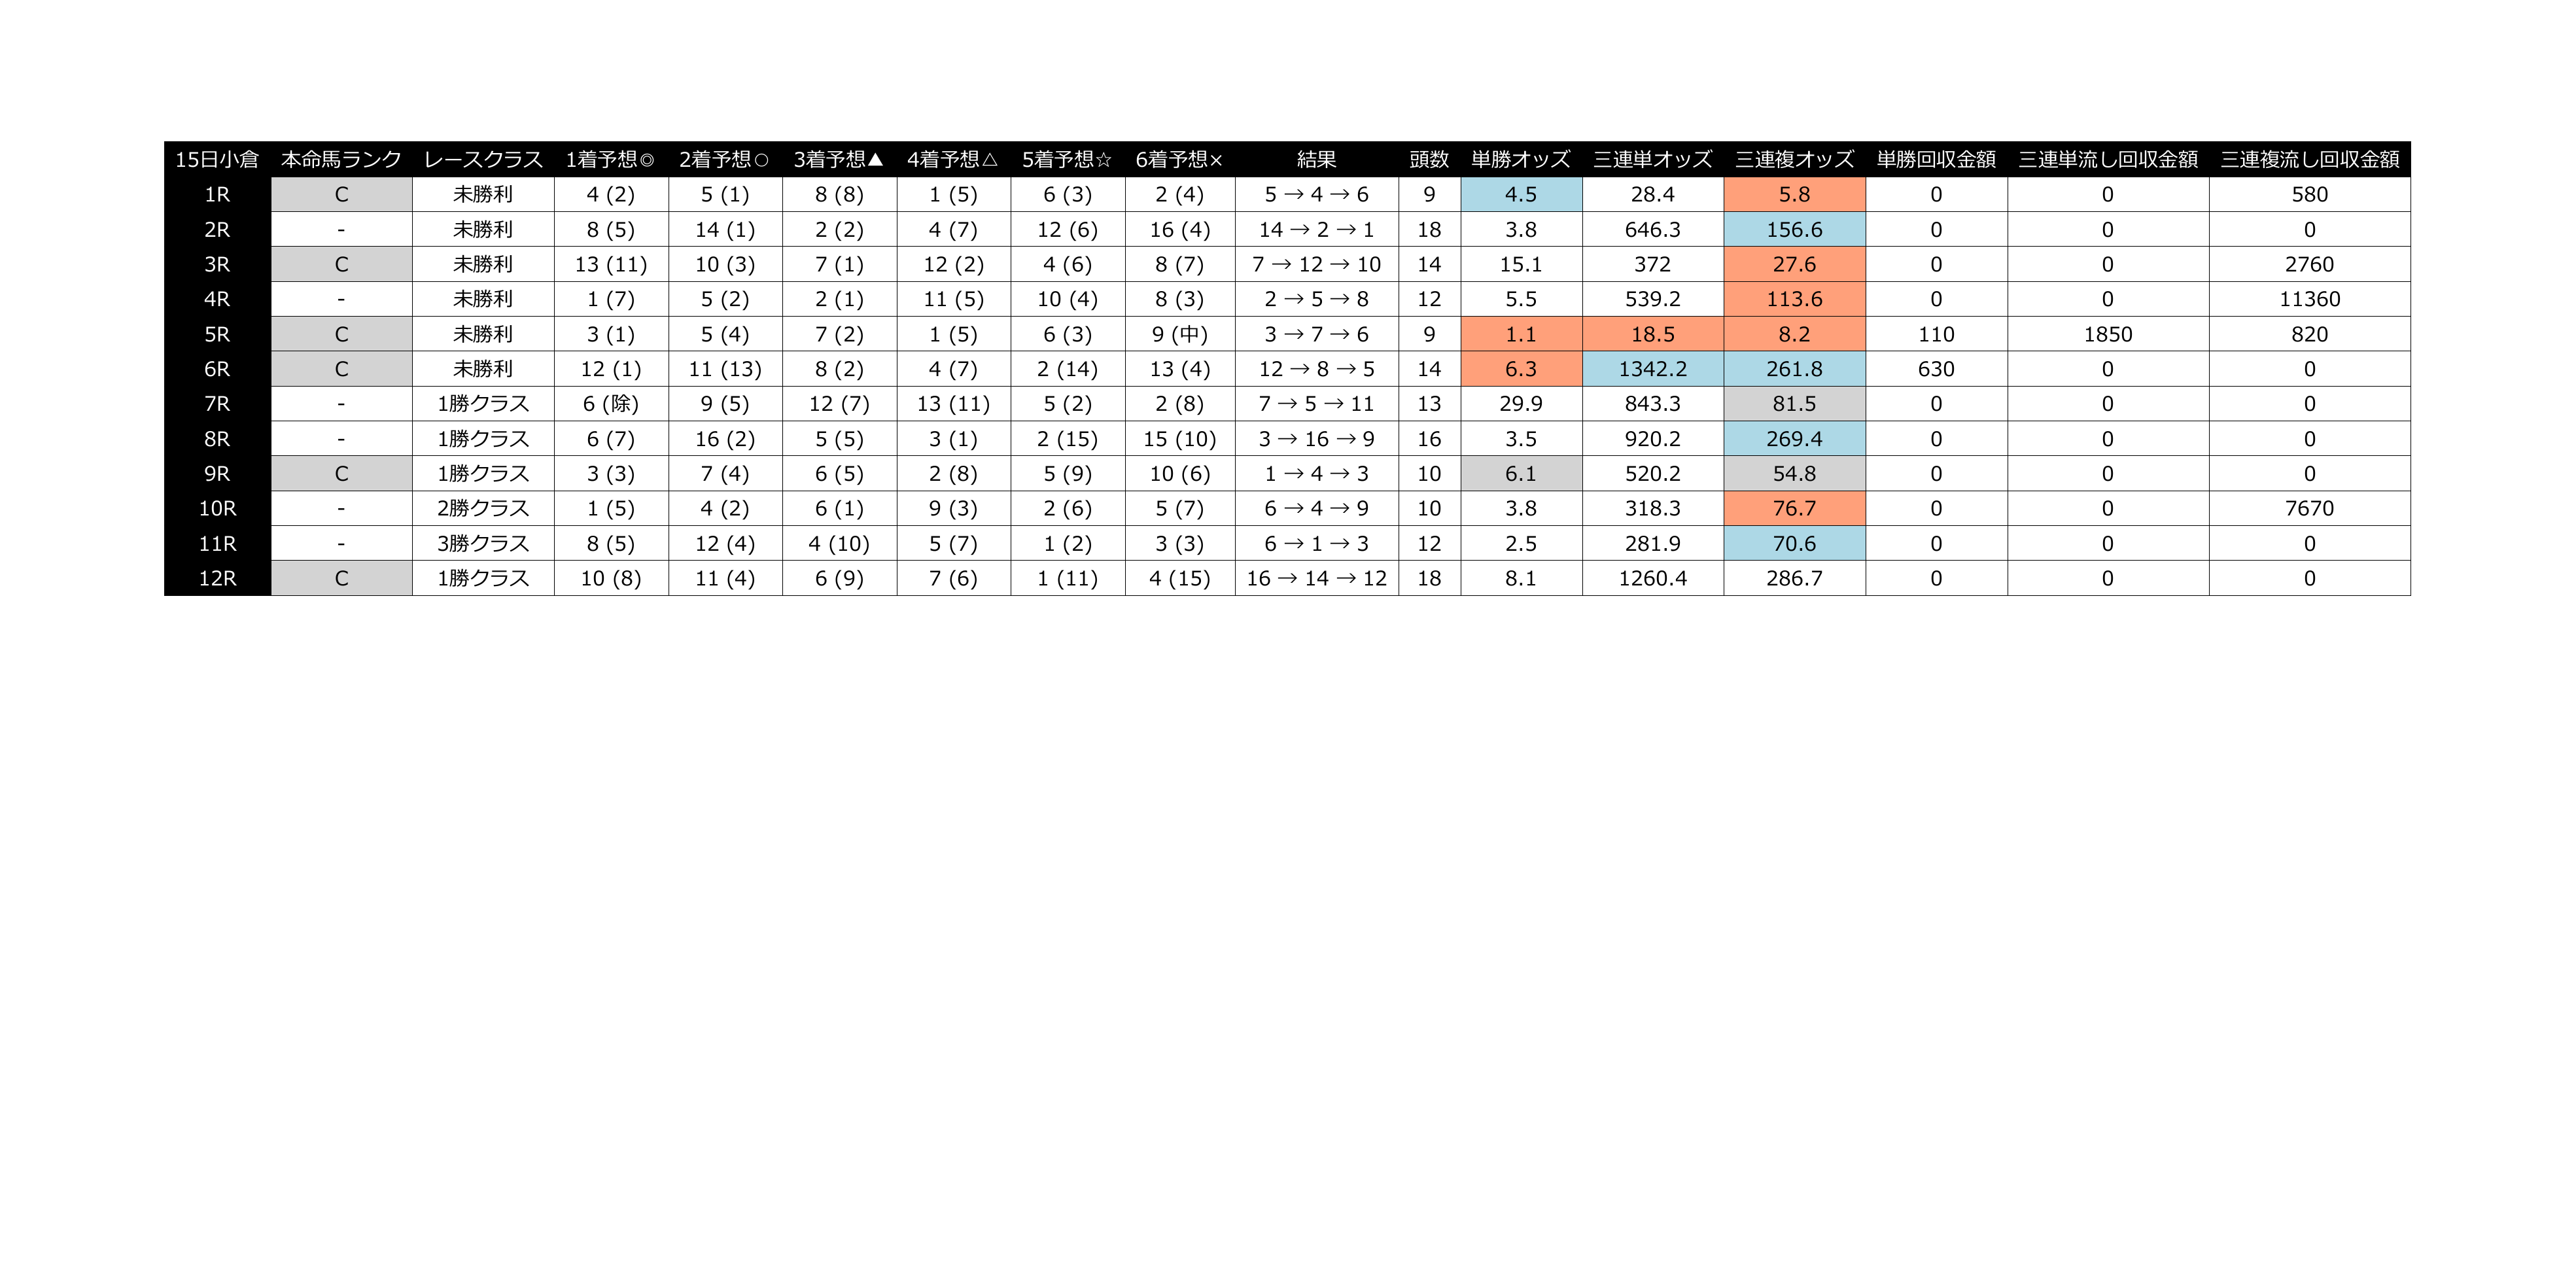 15日小倉 本命馬ランク レースクラス 1着予想◎ 2着予想○ 3着予想▲ 4着予想△ 5着予想☆ 6着予想× 結果 頭数 単勝オッズ 三連単オッズ 三連複オッズ 単勝回収金額 三連単流し回収金額 三連複流し回収金額
1R C 未勝利 4 (2) 5 (1) 8 (8) 1 (5) 6 (3) 2 (4) 5 → 4 → 6 9 4.5 28.4 5.8 0 0 580
2R - 未勝利 8 (5) 14 (1) 2 (2) 4 (7) 12 (6) 16 (4) 14 → 2 → 1 18 3.8 646.3 156.6 0 0 0
3R C 未勝利 13 (11) 10 (3) 7 (1) 12 (2) 4 (6) 8 (7) 7 → 12 → 10 14 15.1 372 27.6 0 0 2760
4R - 未勝利 1 (7) 5 (2) 2 (1) 11 (5) 10 (4) 8 (3) 2 → 5 → 8 12 5.5 539.2 113.6 0 0 11360
5R C 未勝利 3 (1) 5 (4) 7 (2) 1 (5) 6 (3) 9 (中) 3 → 7 → 6 9 1.1 18.5 8.2 110 1850 820
6R C 未勝利 12 (1) 11 (13) 8 (2) 4 (7) 2 (14) 13 (4) 12 → 8 → 5 14 6.3 1342.2 261.8 630 0 0
7R - 1勝クラス 6 (除) 9 (5) 12 (7) 13 (11) 5 (2) 2 (8) 7 → 5 → 11 13 29.9 843.3 81.5 0 0 0
8R - 1勝クラス 6 (7) 16 (2) 5 (5) 3 (1) 2 (15) 15 (10) 3 → 16 → 9 16 3.5 920.2 269.4 0 0 0
9R C 1勝クラス 3 (3) 7 (4) 6 (5) 2 (8) 5 (9) 10 (6) 1 → 4 → 3 10 6.1 520.2 54.8 0 0 0
10R - 2勝クラス 1 (5) 4 (2) 6 (1) 9 (3) 2 (6) 5 (7) 6 → 4 → 9 10 3.8 318.3 76.7 0 0 7670
11R - 3勝クラス 8 (5) 12 (4) 4 (10) 5 (7) 1 (2) 3 (3) 6 → 1 → 3 12 2.5 281.9 70.6 0 0 0
12R C 1勝クラス 10 (8) 11 (4) 6 (9) 7 (6) 1 (11) 4 (15) 16 → 14 → 12 18 8.1 1260.4 286.7 0 0 0